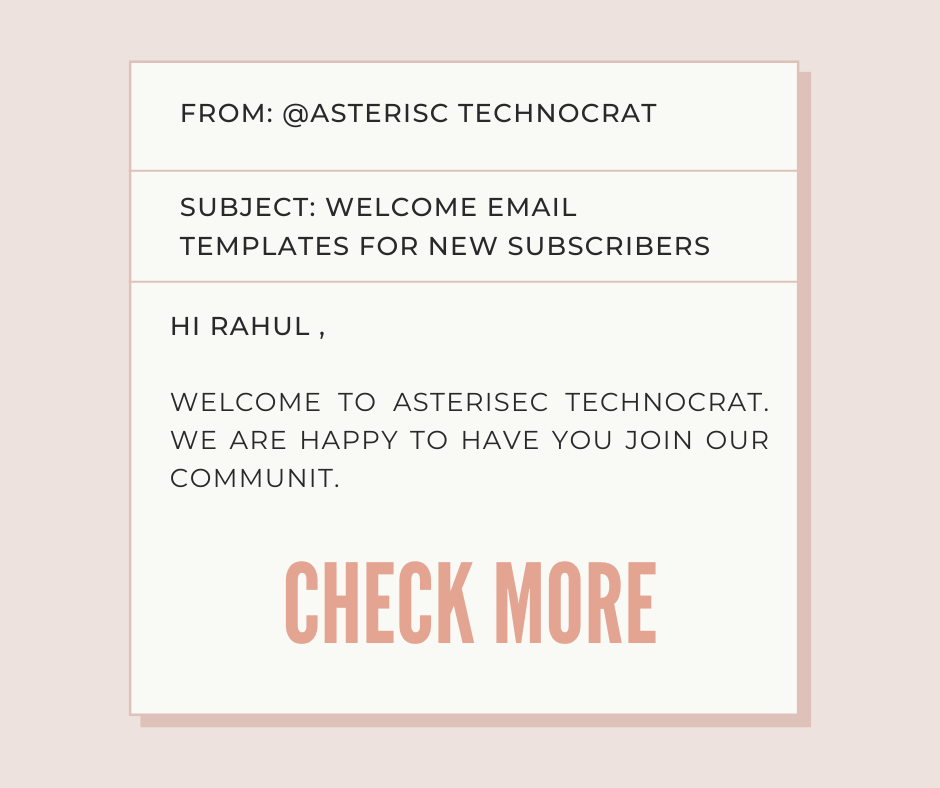 FROM: @ASTERISC TECHNOCRAT
SUBJECT: WELCOME EMAIL
TEMPLATES FOR NEW SUBSCRIBERS
HI RAHUL ,
WELCOME TO ASTERISEC TECHNOCRAT.
WE ARE HAPPY TO HAVE YOU JOIN OUR
COMMUNIT.
CHECK MORE